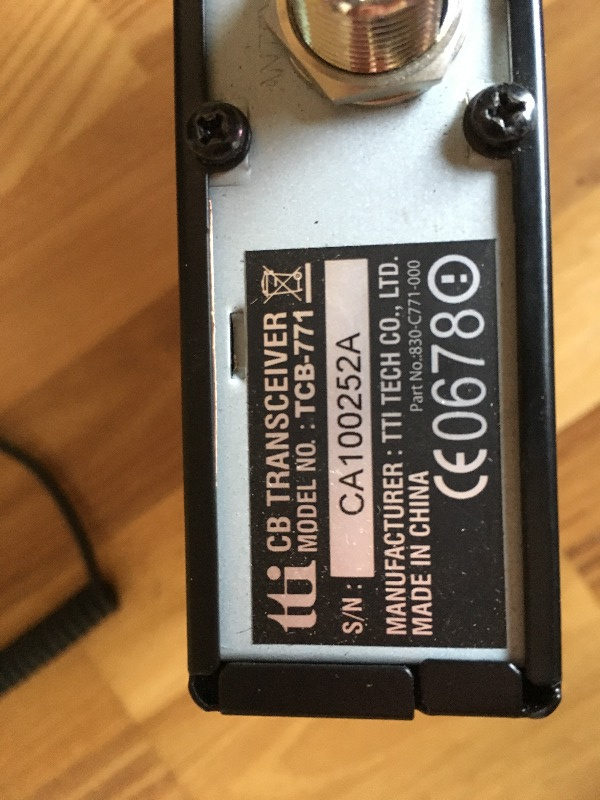 ANT
tti CB TRANSCEIVER
MODEL NO. : TCB-771
S/N : CA100252A
MANUFACTURER : TTI TECH CO., LTD.
Part No.:830-C771-000
MADE IN CHINA
CE0678